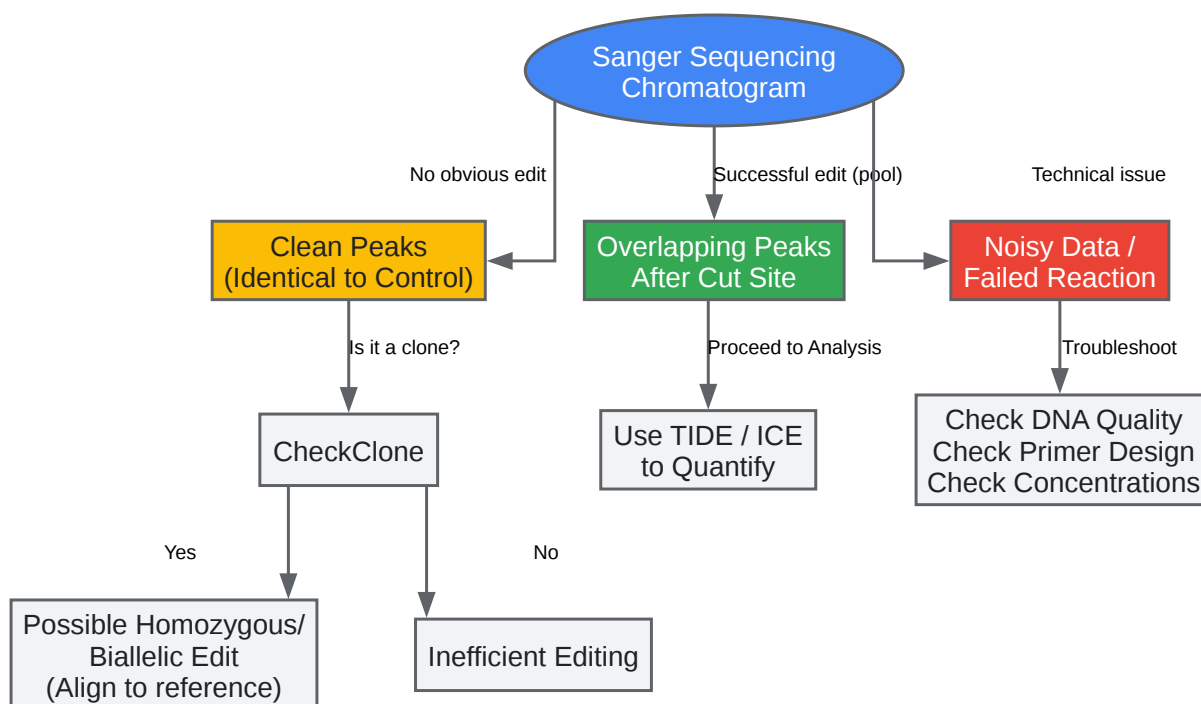 Sanger Sequencing
Chromatogram
No obvious edit
Successful edit (pool)
Technical issue
Clean Peaks
(Identical to Control)
Overlapping Peaks
After Cut Site
Noisy Data /
Failed Reaction
Is it a clone?
Proceed to Analysis
Troubleshoot
CheckClone
Use TIDE / ICE
to Quantify
Check DNA Quality
Check Primer Design
Check Concentrations
Yes
No
Possible Homozygous/
Biallelic Edit
(Align to reference)
Inefficient Editing